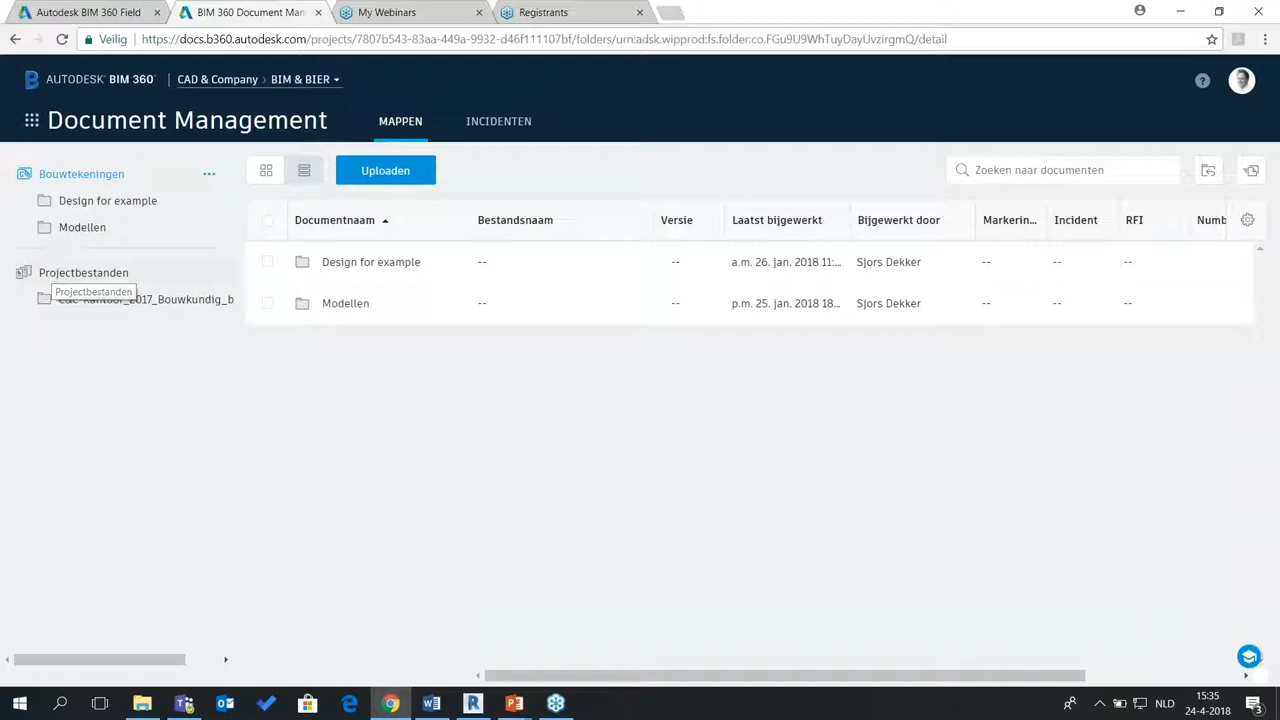 Autodesk BIM 360 Field
BIM 360 Document Man
My Webinars
Registrants
Veilig
https://docs.b360.autodesk.com/projects/7807b543-83aa-449a-9932-d46f111107bf/folders/urn:adsk.wipprod:fs.folder:co.FGu9U9WhTuyDayUvzirgmQ/detail
AUTODESK® BIM 360® CAD & Company > BIM & BIER
Document Management
MAPPEN INCIDENTEN
Bouwtekeningen
Design for example
Modellen
Projectbestanden
Projectbestanden
C&C-Kantoor_2017_Bouwkundig_b
Uploaden
Zoeken naar documenten
Documentnaam Bestandsnaam Versie Laatst bijgewerkt Bijgewerkt door Markerin... Incident RFI Numb
Design for example -- -- a.m. 26. jan. 2018 11:... Sjors Dekker -- -- --
Modellen -- -- p.m. 25. jan. 2018 18... Sjors Dekker -- -- --
NLD
15:35
24-4-2018
3